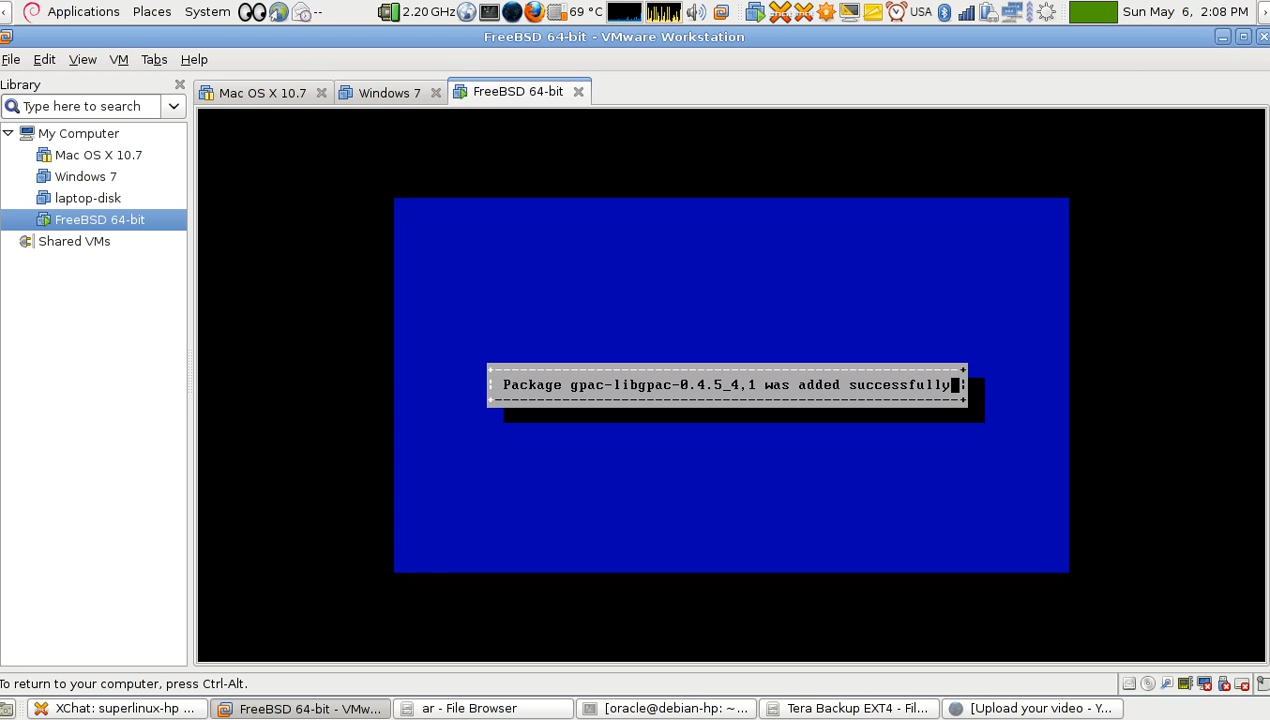 Applications Places System 2.20 GHz -- 69 °C USA Sun May 6, 2:08 PM
FreeBSD 64-bit - VMware Workstation
File Edit View VM Tabs Help
Library
Type here to search
Mac OS X 10.7 Windows 7 FreeBSD 64-bit
My Computer
Mac OS X 10.7
Windows 7
laptop-disk
FreeBSD 64-bit
Shared VMs
Package gpac-libgpac-0.4.5_4,1 was added successfully
To return to your computer, press Ctrl-Alt.
XChat: superlinux-hp ... FreeBSD 64-bit - VMw... ar - File Browser [oracle@debian-hp: ~... Tera Backup EXT4 - Fil... [Upload your video - Y...